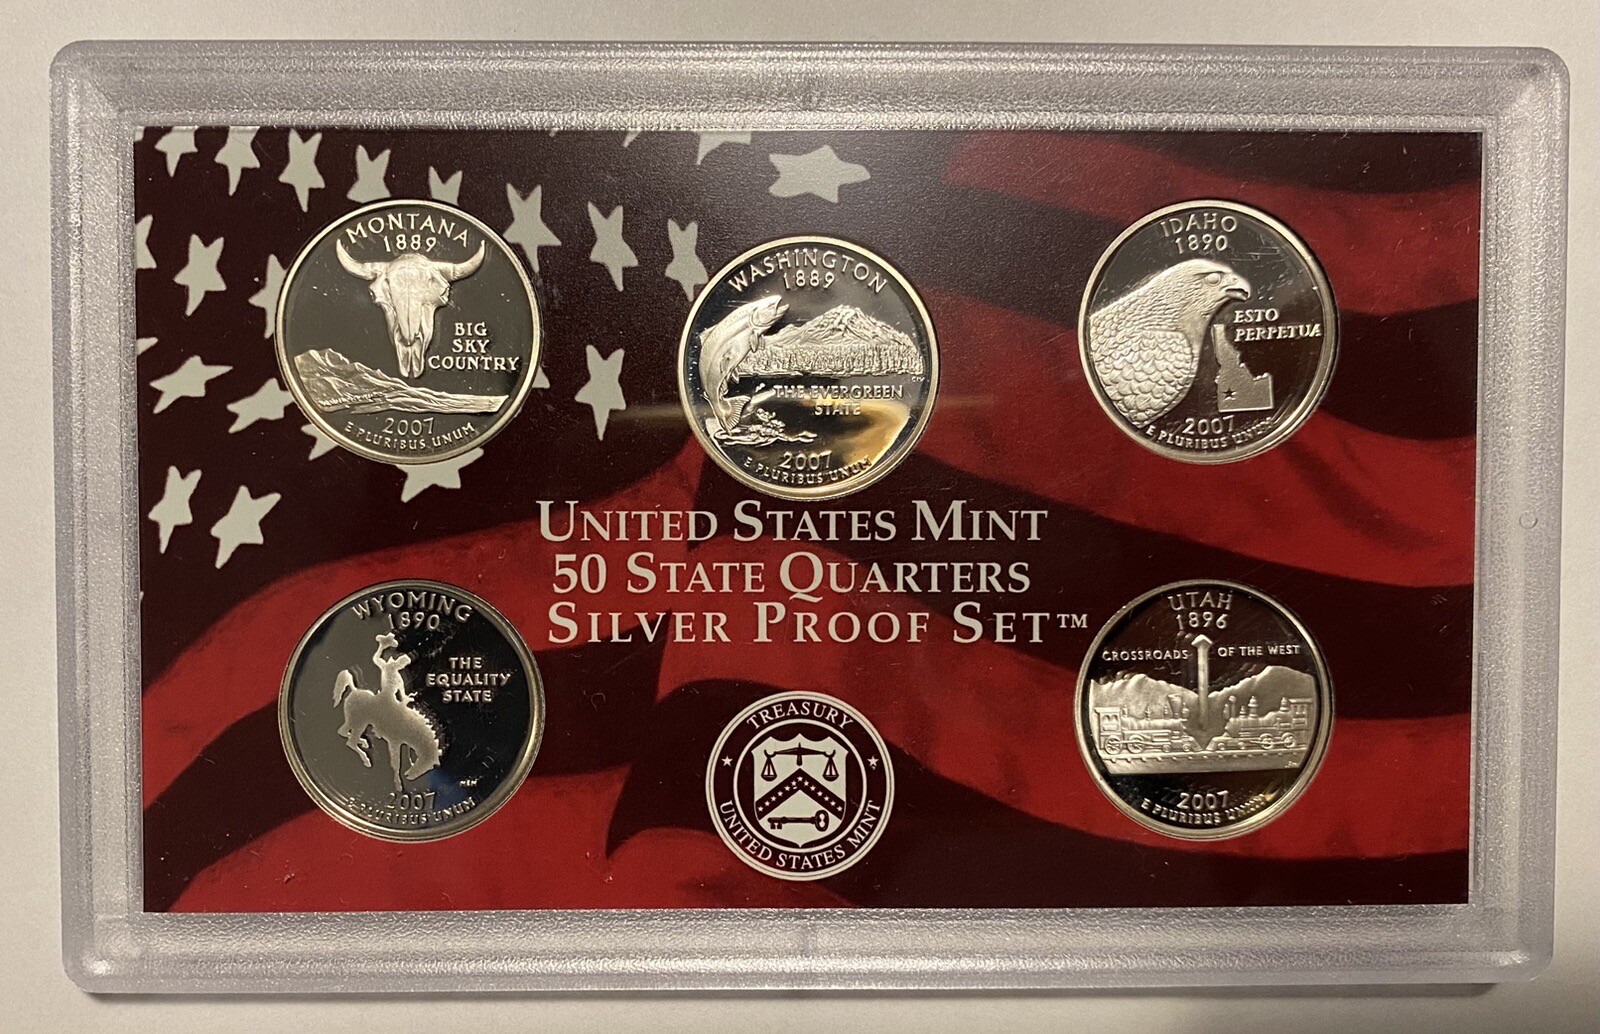 MONTANA
1889
BIG
SKY
COUNTRY
2007
E PLURIBUS UNUM
WASHINGTON
1889
THE EVERGREEN
STATE
2007
E PLURIBUS UNUM
IDAHO
1890
ESTO
PERPETUA
2007
E PLURIBUS UNUM
UNITED STATES MINT
50 STATE QUARTERS
SILVER PROOF SET™
WYOMING
1890
THE
EQUALITY
STATE
2007
E PLURIBUS UNUM
TREASURY
UNITED STATES MINT
UTAH
1896
CROSSROADS OF THE WEST
2007
E PLURIBUS UNUM